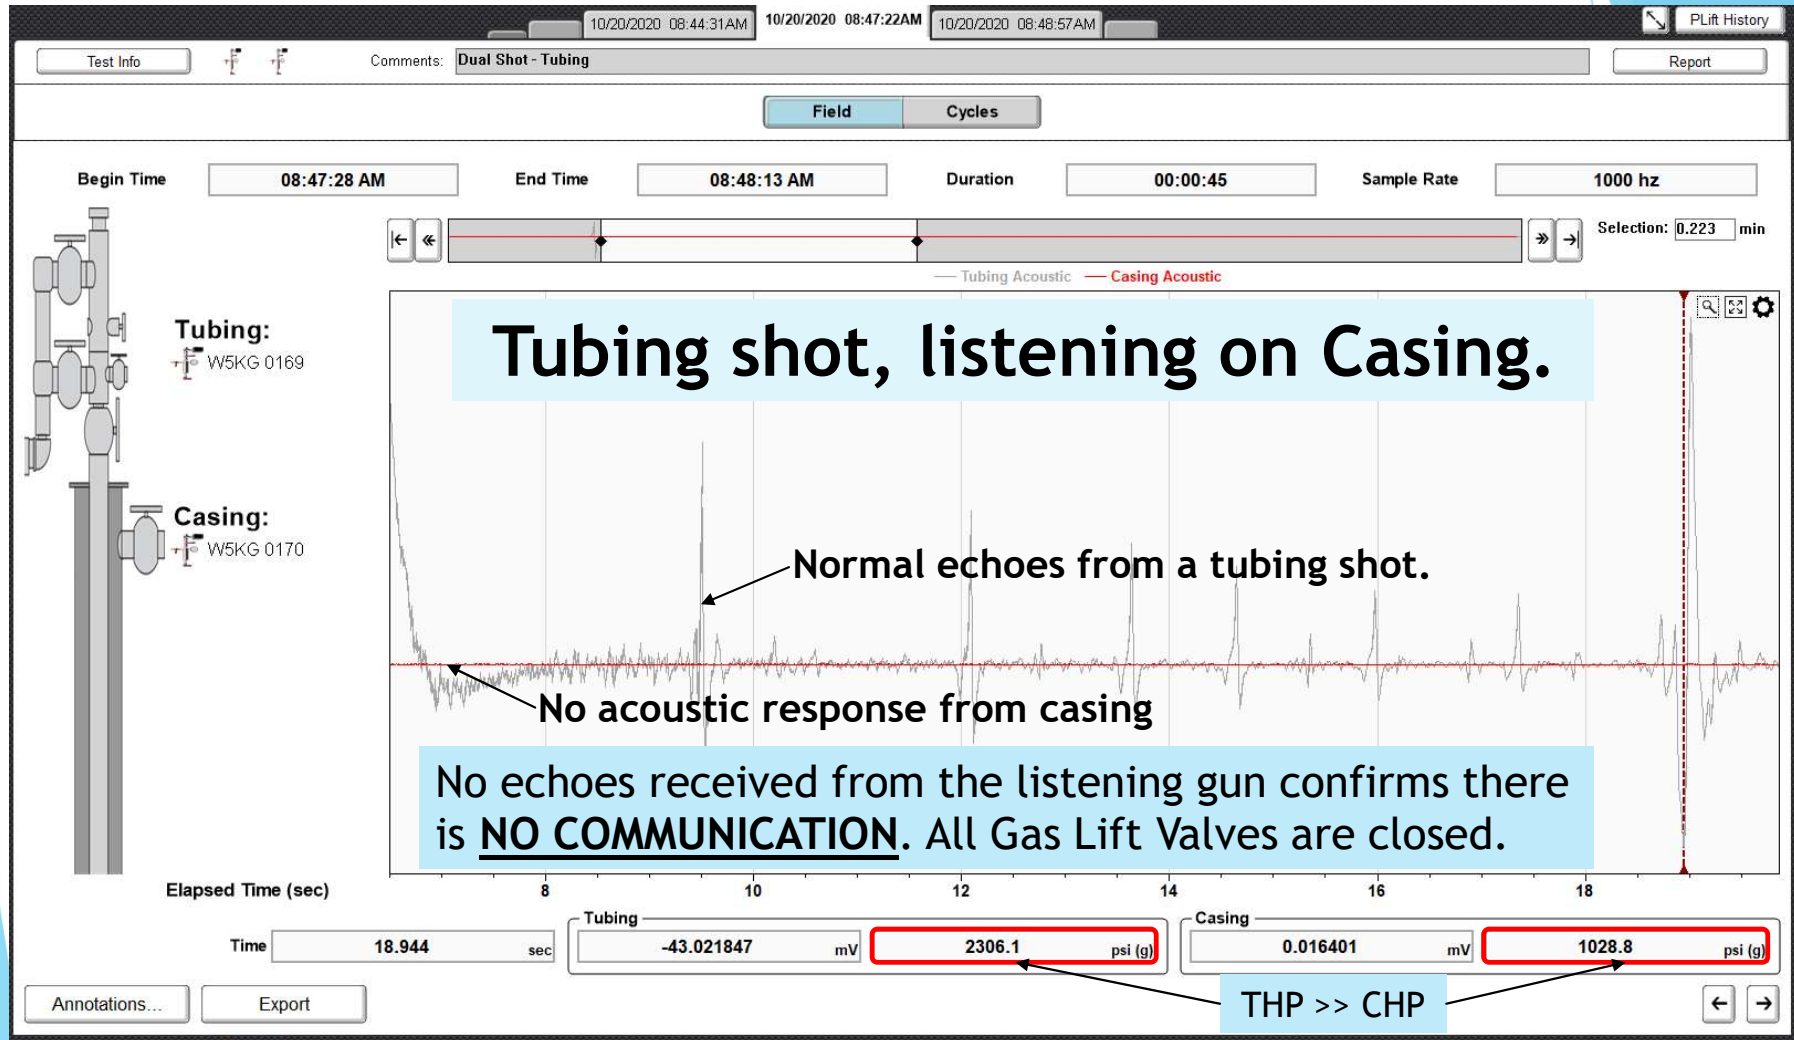 10/20/2020 08:44:31AM
10/20/2020 08:47:22AM
10/20/2020 08:48:57AM
PLift History
Test Info
Comments:
Dual Shot - Tubing
Report
Field
Cycles
Begin Time
08:47:28 AM
End Time
08:48:13 AM
Duration
00:00:45
Sample Rate
1000 hz
Selection: 0.223 min
Tubing Acoustic
Casing Acoustic
Tubing shot, listening on Casing.
Tubing:
W5KG 0169
Casing:
W5KG 0170
Normal echoes from a tubing shot.
No acoustic response from casing
No echoes received from the listening gun confirms there
is NO COMMUNICATION. All Gas Lift Valves are closed.
Elapsed Time (sec)
8
10
12
14
16
18
Tubing
Casing
Time
18.944
sec
-43.021847
mV
2306.1
psi (g)
0.016401
mV
1028.8
psi (g)
THP >> CHP
Annotations...
Export